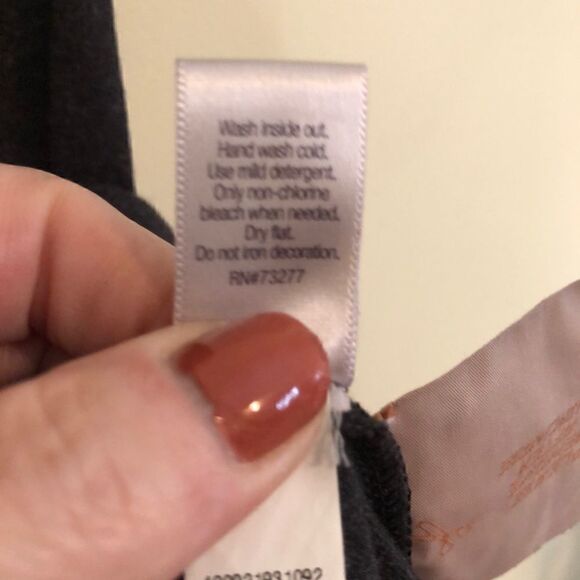 Wash inside out.
Hand wash cold.
Use mild detergent.
Only non-chlorine
bleach when needed.
Dry flat.
Do not iron decoration.
RN#73277